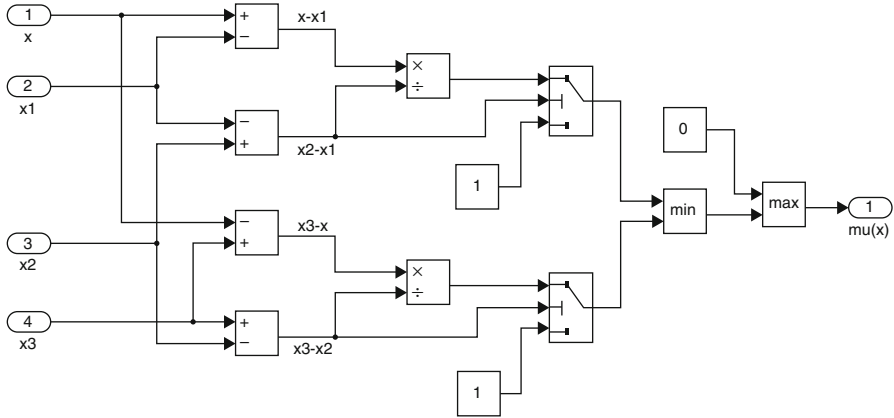 1
x
+
−
x-x1
2
x1
−
+
x2-x1
×
÷
1
0
min
max
1
mu(x)
3
x2
−
+
x3-x
4
x3
+
−
x3-x2
×
÷
1